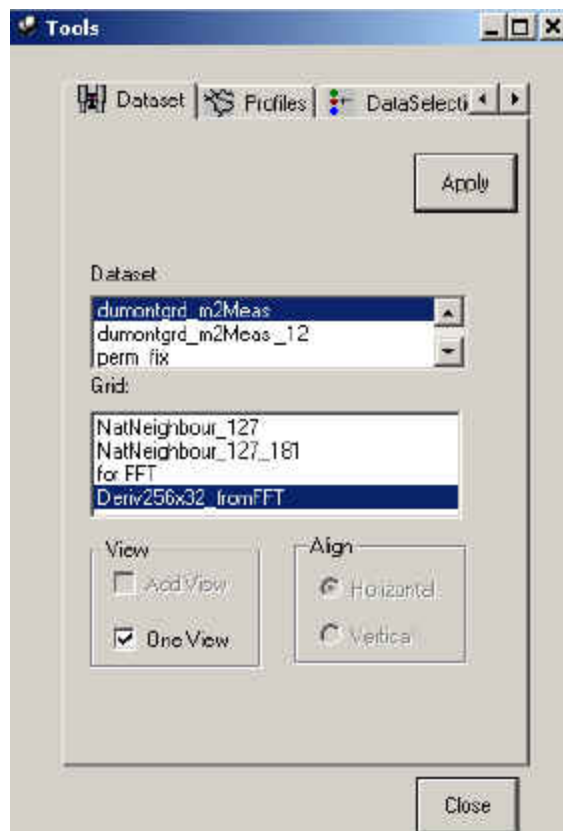 Tools
Dataset Profiles DataSelecti
Apply
Dataset
dumontgrd_m2Meas
dumontgrd_m2Meas_12
perm_fix
Grid:
NatNeighbour_127
NatNeighbour_127_181
for FFT
Deriv256x32_fromFFT
View Align
Add View Horizontal
One View Vertical
Close